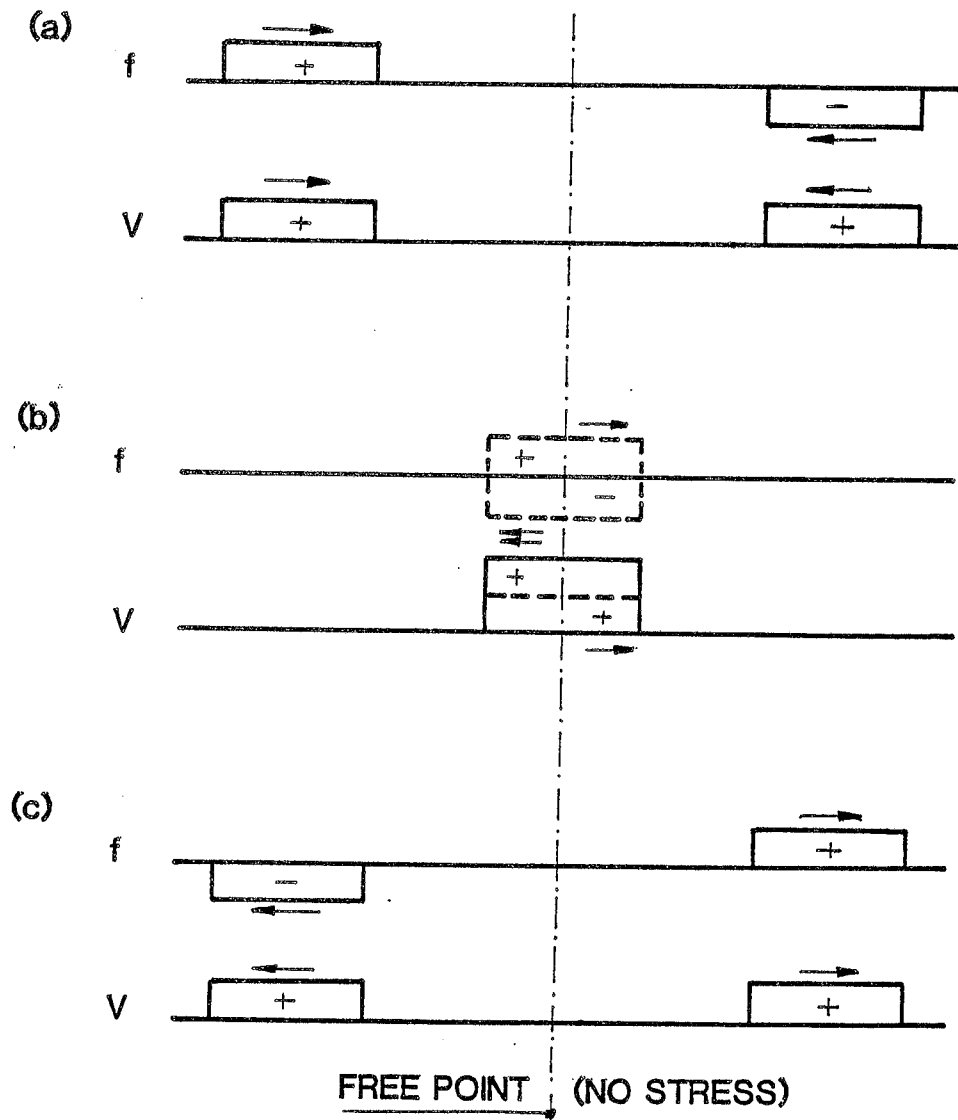 (a)
f
+
-
V
+
+
(b)
f
+
-
V
+
+
(c)
f
-
+
V
+
+
FREE POINT (NO STRESS)